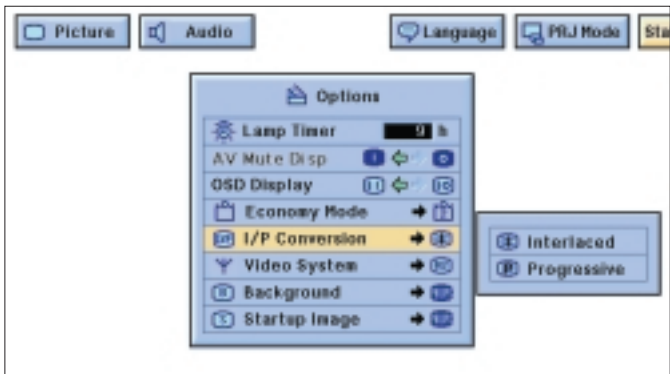 Picture
Audio
Language
PRJ Mode
Sta
Options
Lamp Timer 9 h
AV Mute Disp
OSD Display
Economy Mode
I/P Conversion
Video System
Background
Startup Image
Interlaced
Progressive